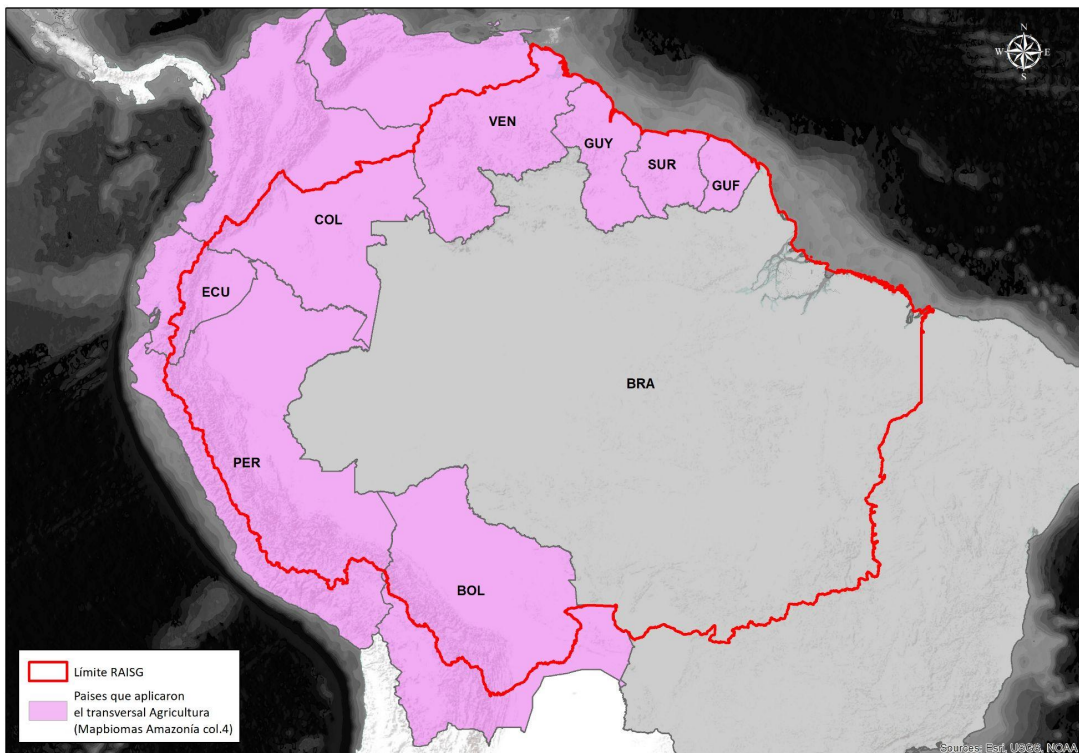 N
W E
S
VEN
GUY
SUR
GUF
COL
ECU
BRA
PER
BOL
Límite RAISG
Paises que aplicaron
el transversal Agricultura
(Mapbiomas Amazonía col.4)
Sources: Esri, USGS, NOAA